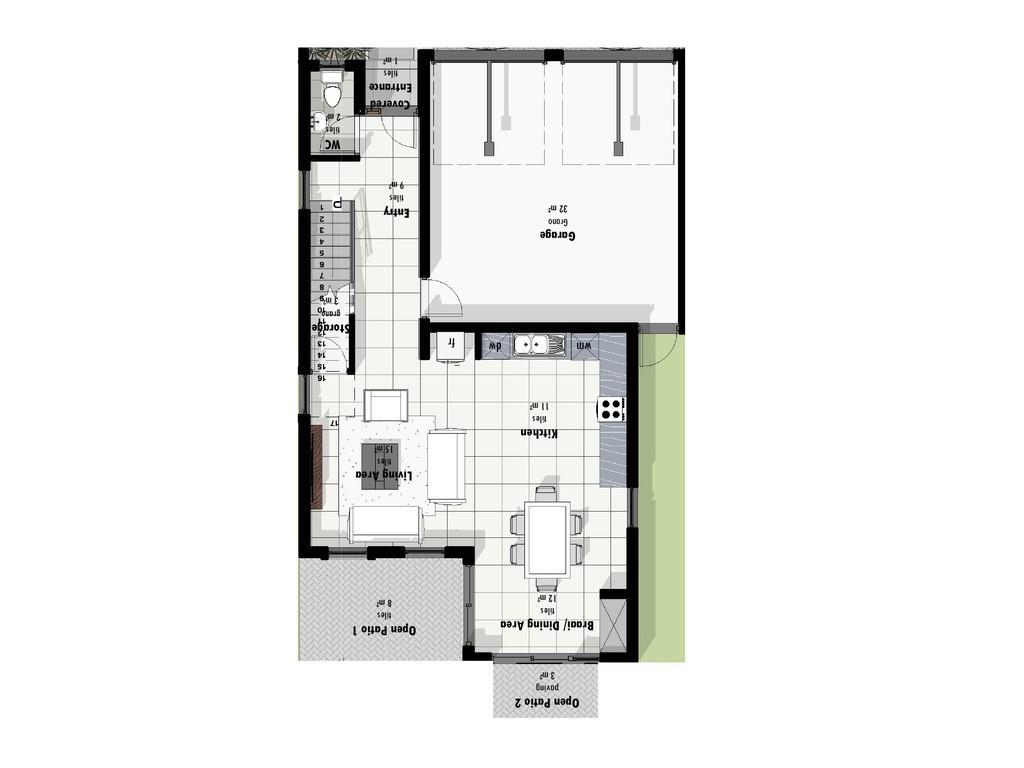 Open Patio 2
paving
3 m²
Open Patio 1
tiles
8 m²
Braai/ Dining Area
tiles
12 m²
Living Area
tiles
15 m²
Kitchen
tiles
11 m²
17
16
15
14
13
12
11
10
9
8
7
6
5
4
3
2
1
Storage
grono
3 m²
fr
dw
wm
Garage
Grono
32 m²
Entry
tiles
9 m²
WC
tiles
2 m²
Covered
Entrance
tiles
1 m²